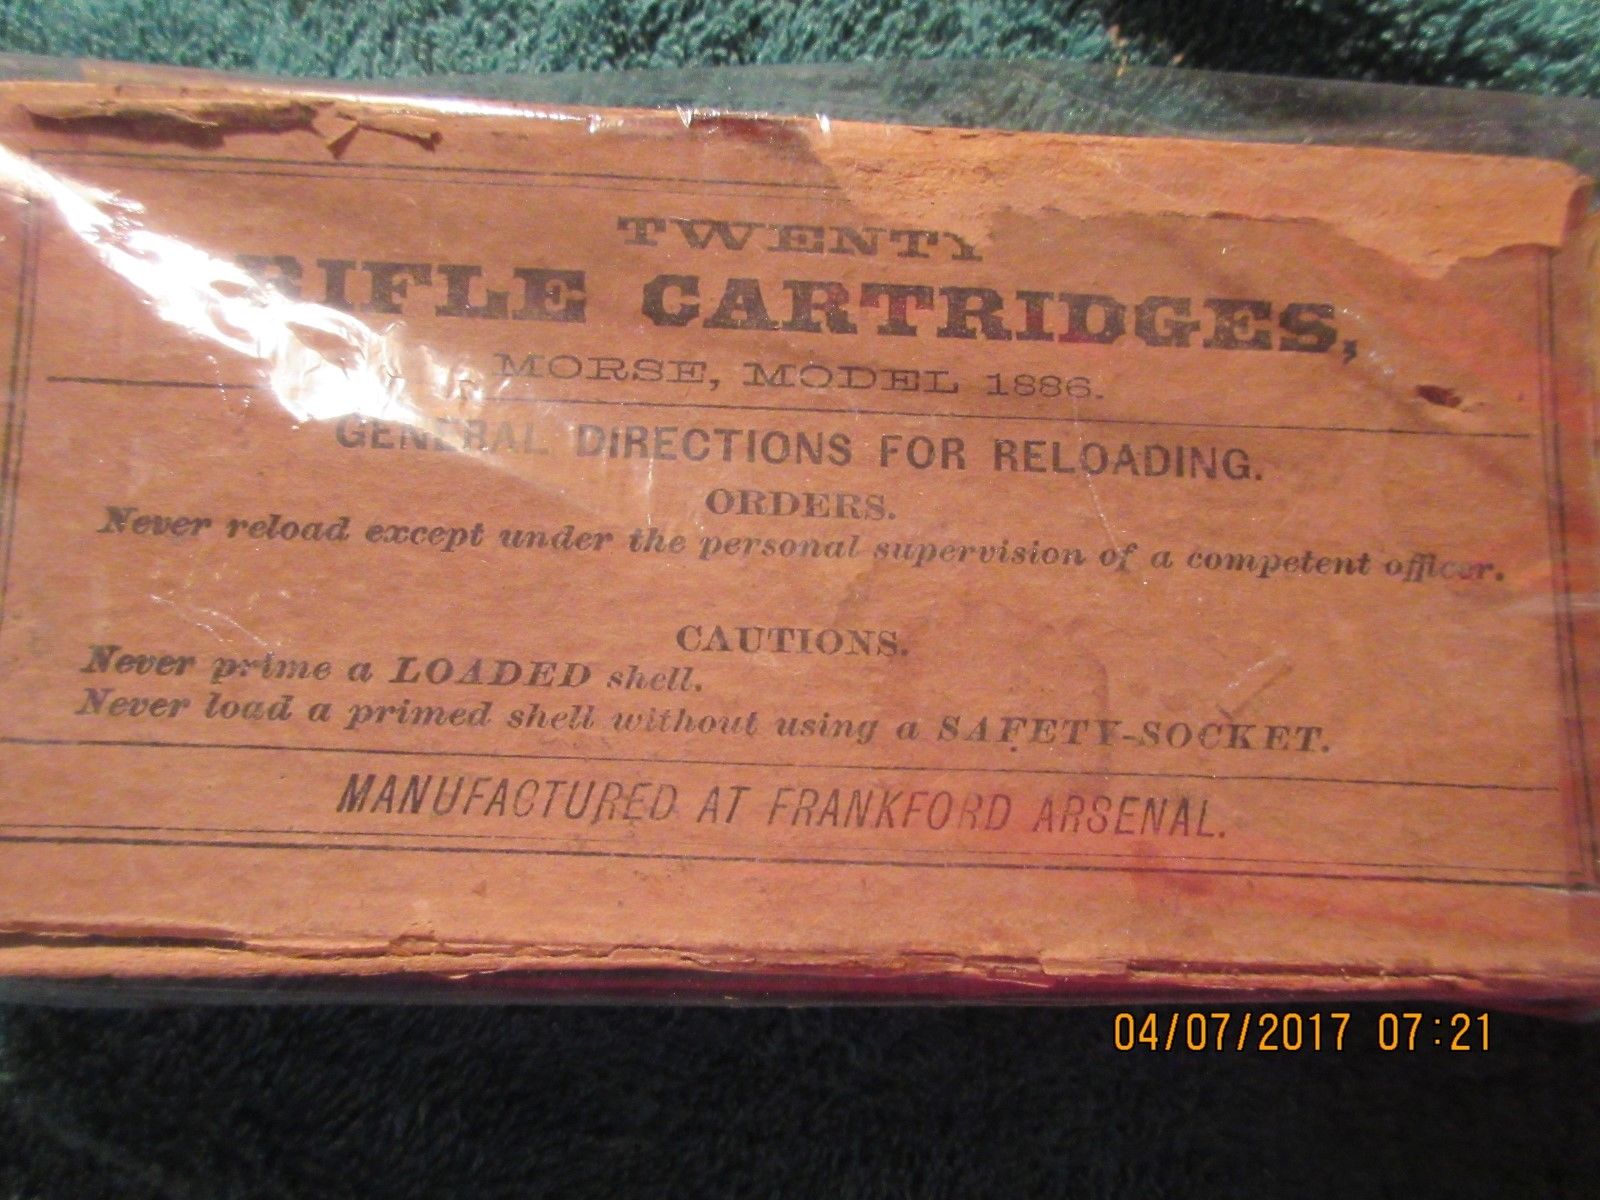 TWENTY
RIFLE CARTRIDGES,
MORSE, MODEL 1886.
GENERAL DIRECTIONS FOR RELOADING.
ORDERS.
Never reload except under the personal supervision of a competent officer.
CAUTIONS.
Never prime a LOADED shell.
Never load a primed shell without using a SAFETY-SOCKET.
MANUFACTURED AT FRANKFORD ARSENAL.
04/07/2017 07:21